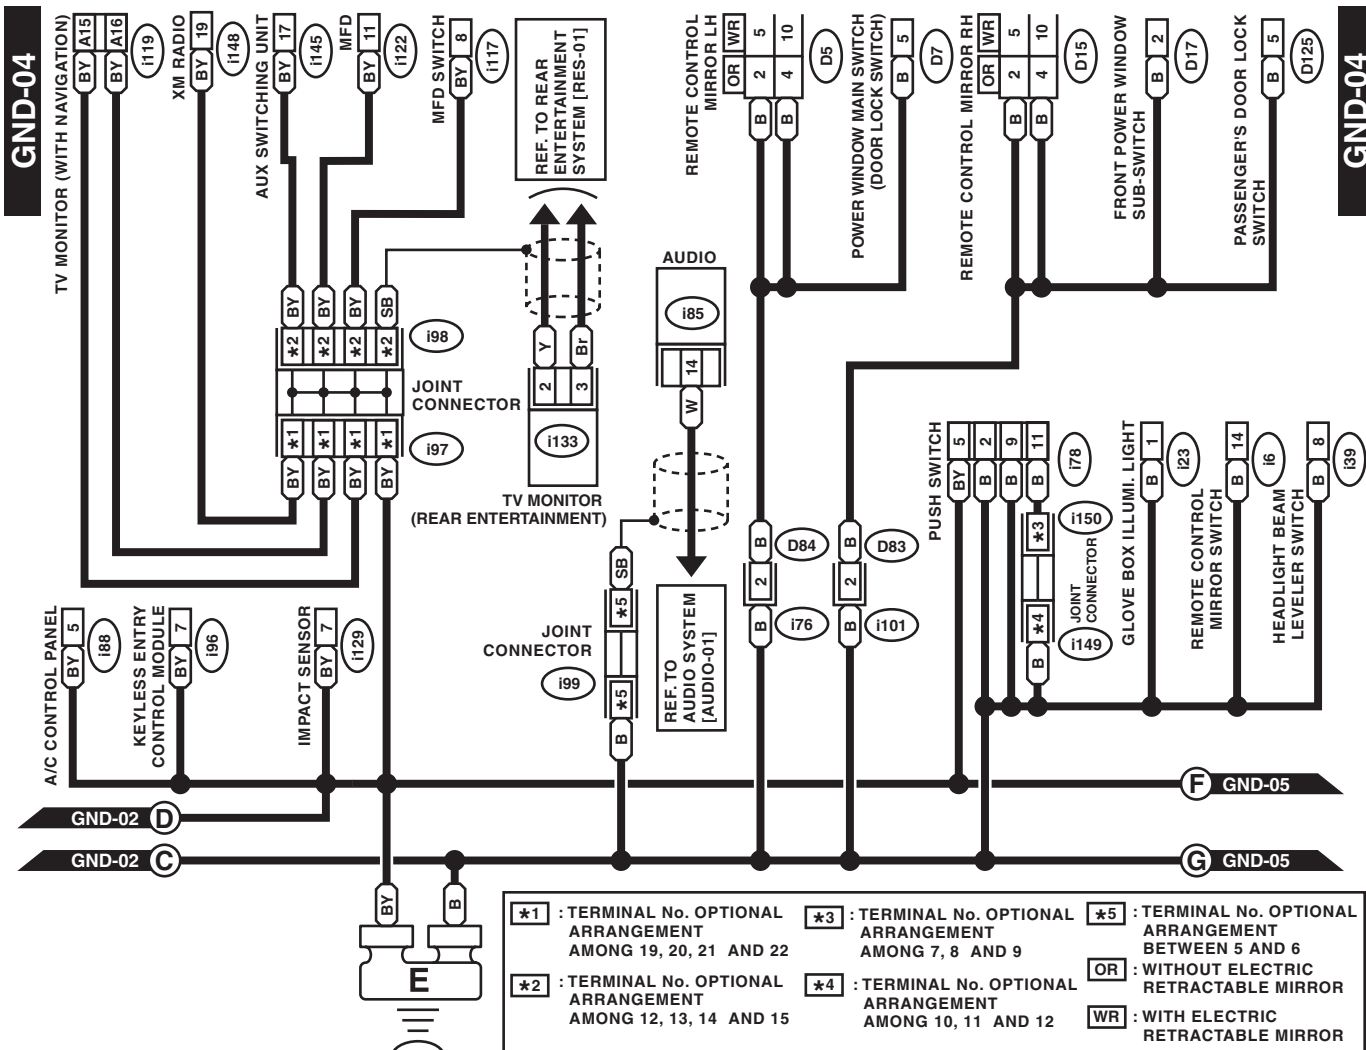 GND-04
TV MONITOR (WITH NAVIGATION)
A15
BY
A16
BY
i119
XM RADIO
19
BY
i148
AUX SWITCHING UNIT
17
BY
i145
MFD
11
BY
i122
MFD SWITCH
8
BY
i117
REF. TO REAR
ENTERTAINMENT
SYSTEM [RES-01]
REMOTE CONTROL
MIRROR LH
WR 5 10
OR 2 4
B B
D5
POWER WINDOW MAIN SWITCH
(DOOR LOCK SWITCH)
5
B
D7
REMOTE CONTROL MIRROR RH
WR 5 10
OR 2 4
B B
D15
FRONT POWER WINDOW
SUB-SWITCH
2
B
D17
PASSENGER'S DOOR LOCK
SWITCH
5
B
D125
GND-04
BY BY BY SB
*2 *2 *2 *2
i98
JOINT
CONNECTOR
*1 *1 *1 *1
i97
BY BY BY BY
Y Br
2 3
i133
TV MONITOR
(REAR ENTERTAINMENT)
AUDIO
i85
14
W
REF. TO
AUDIO SYSTEM
[AUDIO-01]
SB
*5
JOINT
CONNECTOR
i99
*5
B
B D84
2
B i76
B D83
2
B i101
PUSH SWITCH
5 2 9 11
BY B B B
i78
*3
i150
JOINT
CONNECTOR
*4
i149
B
GLOVE BOX ILLUMI. LIGHT
1
B
i23
REMOTE CONTROL
MIRROR SWITCH
14
B
i6
HEADLIGHT BEAM
LEVELER SWITCH
8
B
i39
A/C CONTROL PANEL
5
BY
i88
KEYLESS ENTRY
CONTROL MODULE
7
BY
i96
IMPACT SENSOR
7
BY
i129
F GND-05
GND-02 D
GND-02 C
G GND-05
BY B
E
*1 : TERMINAL No. OPTIONAL
ARRANGEMENT
AMONG 19, 20, 21 AND 22
*2 : TERMINAL No. OPTIONAL
ARRANGEMENT
AMONG 12, 13, 14 AND 15
*3 : TERMINAL No. OPTIONAL
ARRANGEMENT
AMONG 7, 8 AND 9
*4 : TERMINAL No. OPTIONAL
ARRANGEMENT
AMONG 10, 11 AND 12
*5 : TERMINAL No. OPTIONAL
ARRANGEMENT
BETWEEN 5 AND 6
OR : WITHOUT ELECTRIC
RETRACTABLE MIRROR
WR : WITH ELECTRIC
RETRACTABLE MIRROR